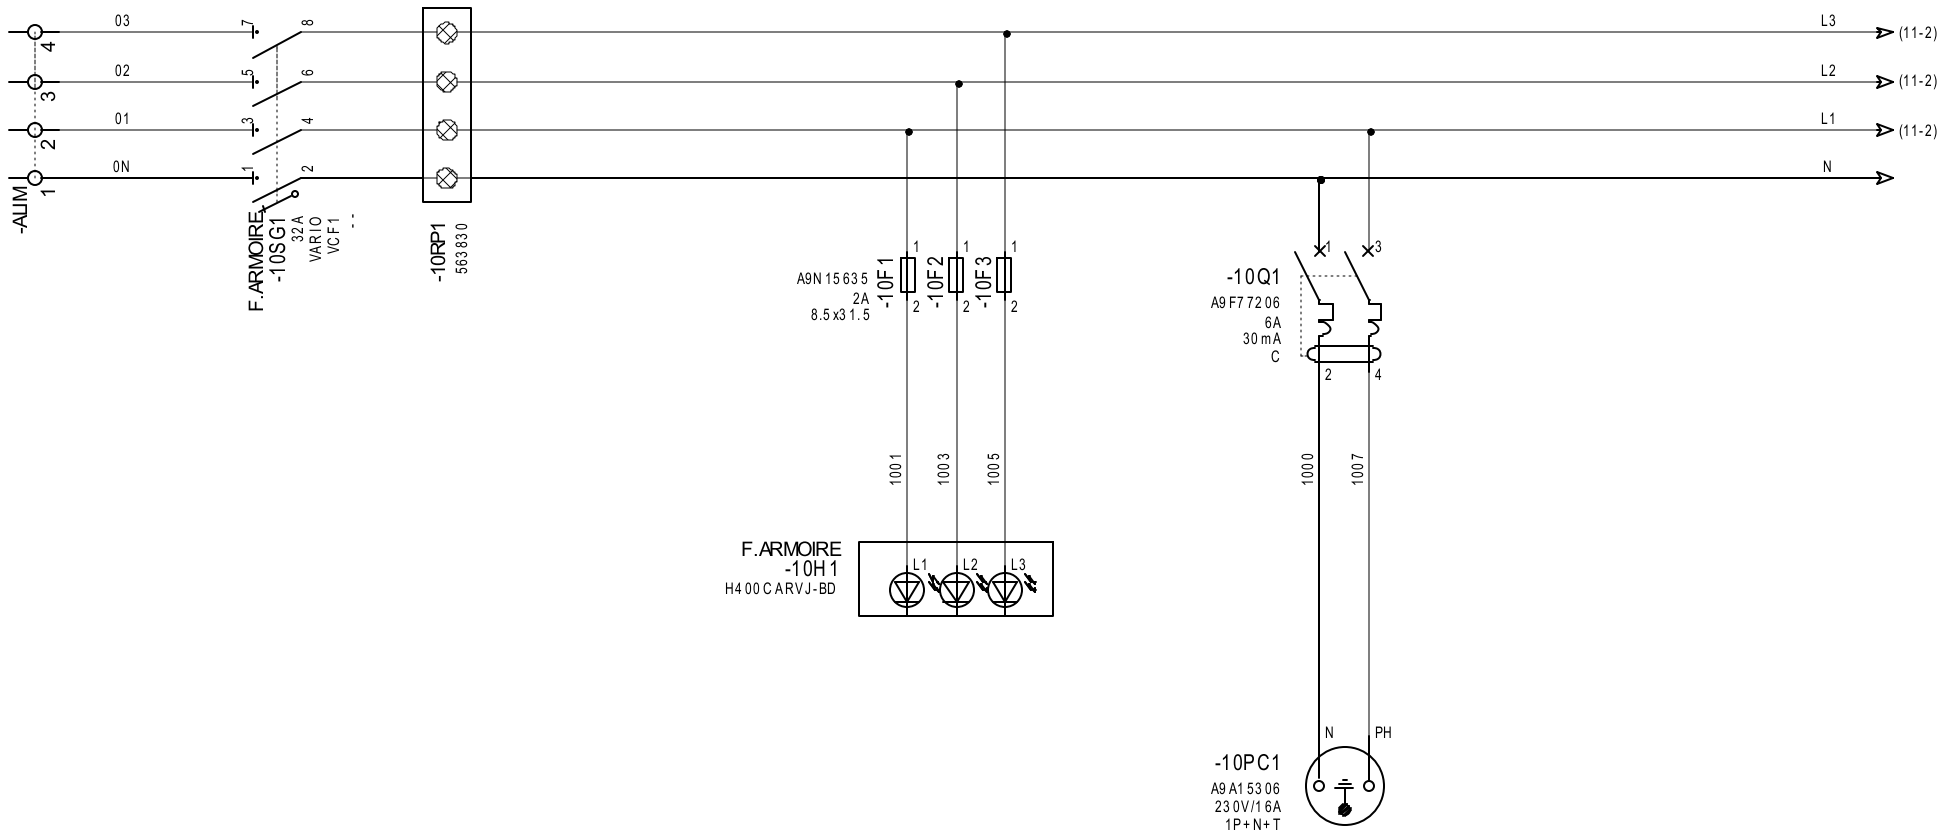 03
7
8
L3
(11-2)
4
02
5
6
L2
(11-2)
3
01
3
4
L1
(11-2)
2
0N
1
2
N
1
-ALIM
F.ARMOIRE
-10SG1
32A
VARIO
VCF1
--
-10RP1
563830
A9N15635
2A
8.5x31.5
-10F1
1
2
-10F2
1
2
-10F3
1
2
-10Q1
A9F77206
6A
30mA
C
1
3
2
4
1001
1003
1005
1000
1007
F.ARMOIRE
-10H1
H400CARVJ-BD
L1
L2
L3
N
PH
-10PC1
A9A15306
230V/16A
1P+N+T